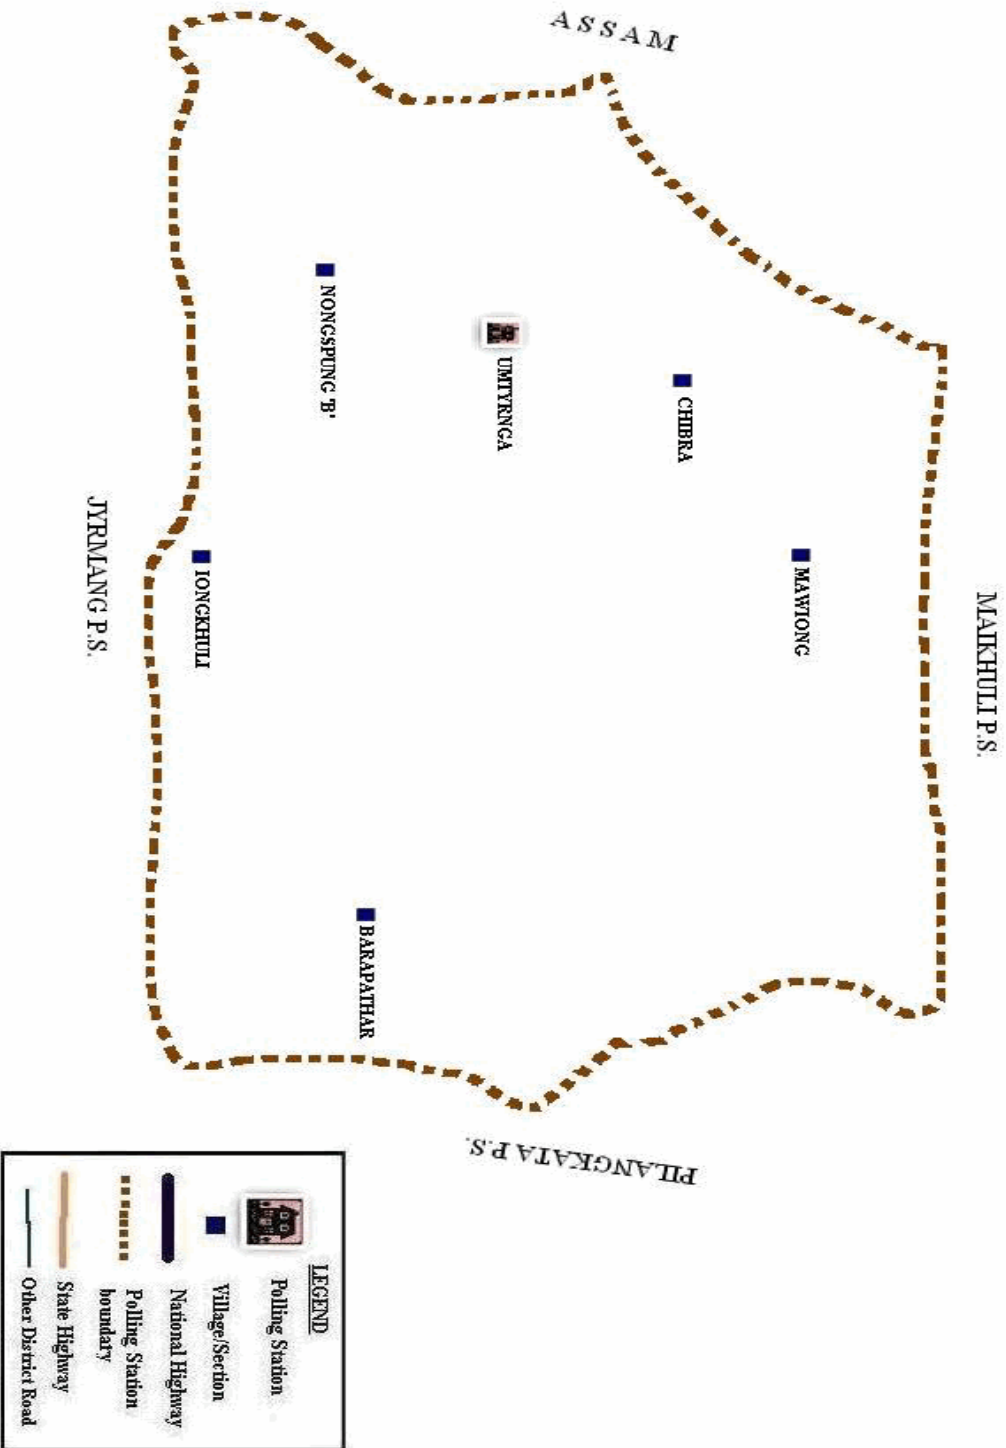 MAIKHULI P.S.
ASSAM
MAWIONG
CHIBRA
UMTYRNGA
NONGSPUNG 'B'
BARAPATHAR
IONGKHULI
PILANGKATA P.S.
JYRMANG P.S.
LEGEND
Polling Station
Village/Section
National Highway
Polling Station
boundary
State Highway
Other District Road